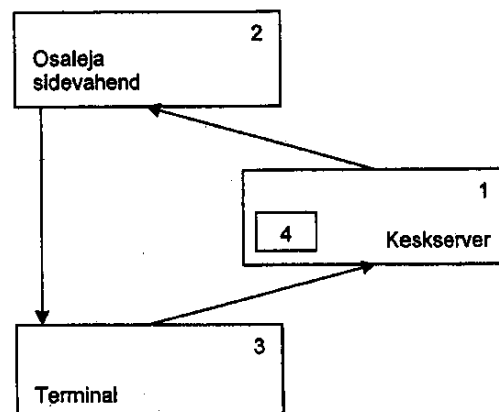 2
Osaleja
sidevahend
1
4
Keskserver
3
Terminal